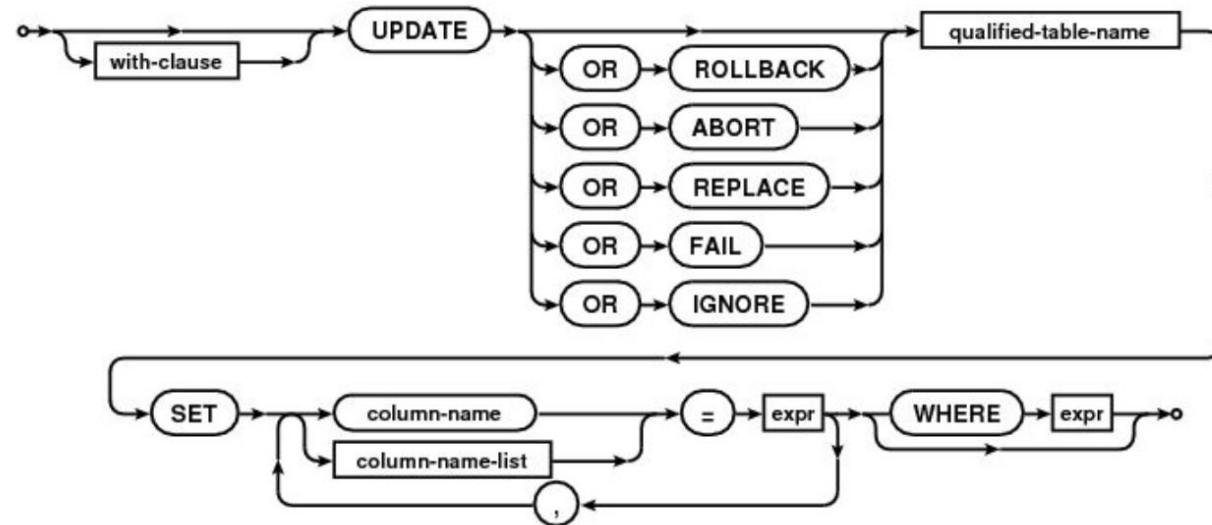 UPDATE qualified-table-name
with-clause
OR ROLLBACK
OR ABORT
OR REPLACE
OR FAIL
OR IGNORE
SET column-name = expr WHERE expr
column-name-list
,